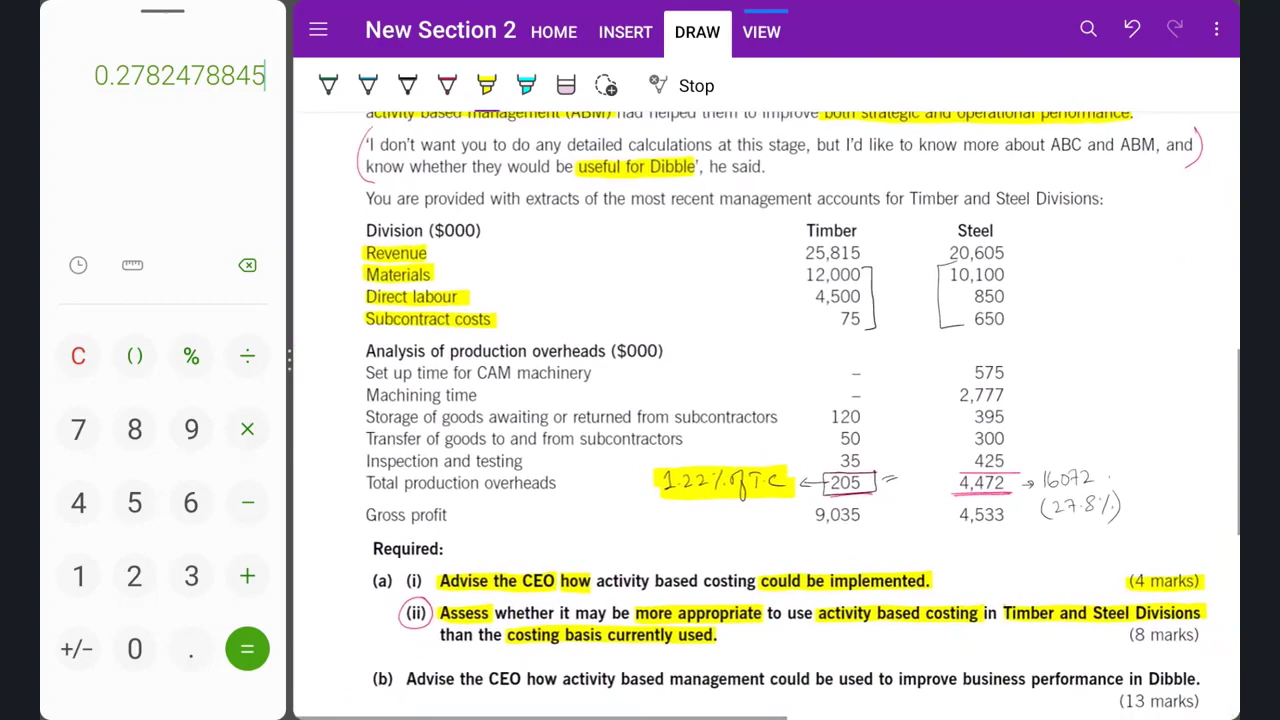 0.2782478845
C () % ÷
7 8 9 ×
4 5 6 −
1 2 3 +
+/− 0 . =
New Section 2 HOME INSERT DRAW VIEW
Stop
activity based management (ABM) had helped them to improve both strategic and operational performance.
'I don't want you to do any detailed calculations at this stage, but I'd like to know more about ABC and ABM, and
know whether they would be useful for Dibble', he said.
You are provided with extracts of the most recent management accounts for Timber and Steel Divisions:
Division ($000) Timber Steel
Revenue 25,815 20,605
Materials 12,000 10,100
Direct labour 4,500 850
Subcontract costs 75 650
Analysis of production overheads ($000)
Set up time for CAM machinery – 575
Machining time – 2,777
Storage of goods awaiting or returned from subcontractors 120 395
Transfer of goods to and from subcontractors 50 300
Inspection and testing 35 425
Total production overheads 1.22% of T.C ← 205 = 4,472 → 16072
(27.8%)
Gross profit 9,035 4,533
Required:
(a) (i) Advise the CEO how activity based costing could be implemented. (4 marks)
(ii) Assess whether it may be more appropriate to use activity based costing in Timber and Steel Divisions
than the costing basis currently used. (8 marks)
(b) Advise the CEO how activity based management could be used to improve business performance in Dibble.
(13 marks)